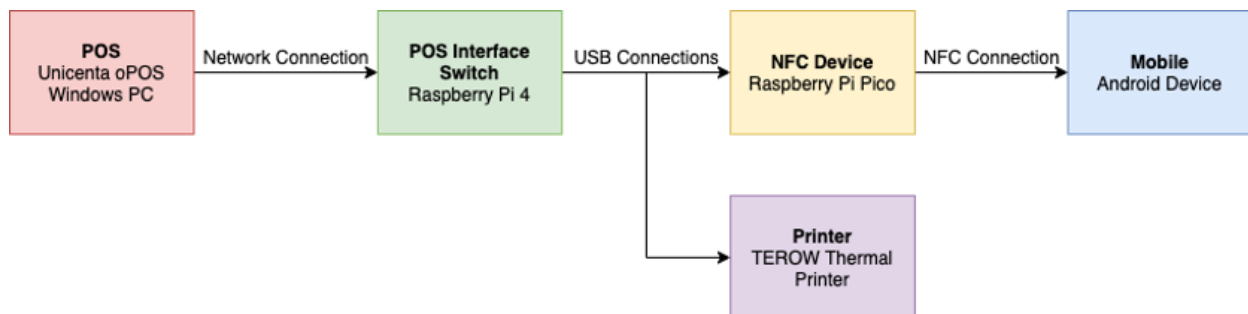 POS
Unicenta oPOS
Windows PC
Network Connection
POS Interface
Switch
Raspberry Pi 4
USB Connections
NFC Device
Raspberry Pi Pico
NFC Connection
Mobile
Android Device
Printer
TEROW Thermal
Printer